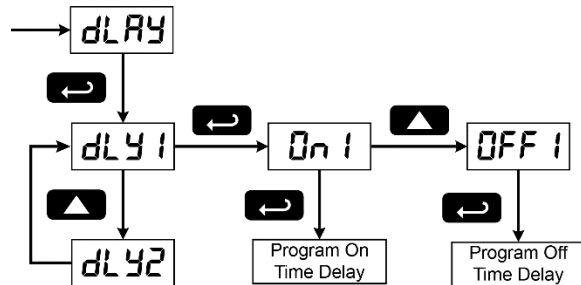 dLAY
dLY1
On1
OFF1
dLY2
Program On
Time Delay
Program Off
Time Delay